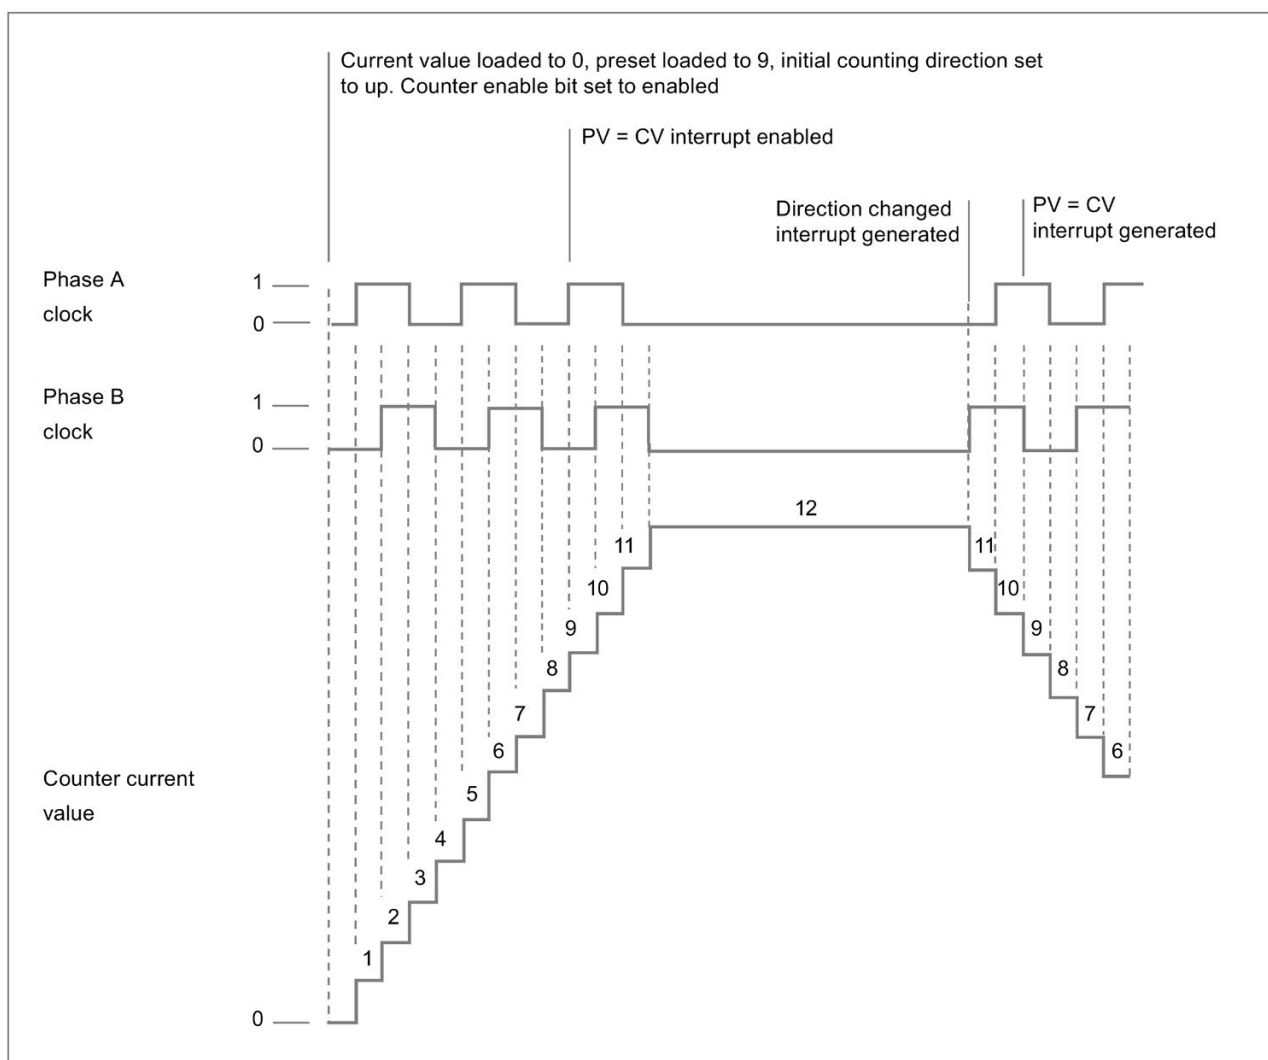 Current value loaded to 0, preset loaded to 9, initial counting direction set
to up. Counter enable bit set to enabled
PV = CV interrupt enabled
Direction changed
interrupt generated
PV = CV
interrupt generated
Phase A
clock
1
0
Phase B
clock
1
0
12
11
11
10
10
9
9
8
8
7
7
6
6
Counter current
value
5
4
3
2
1
0